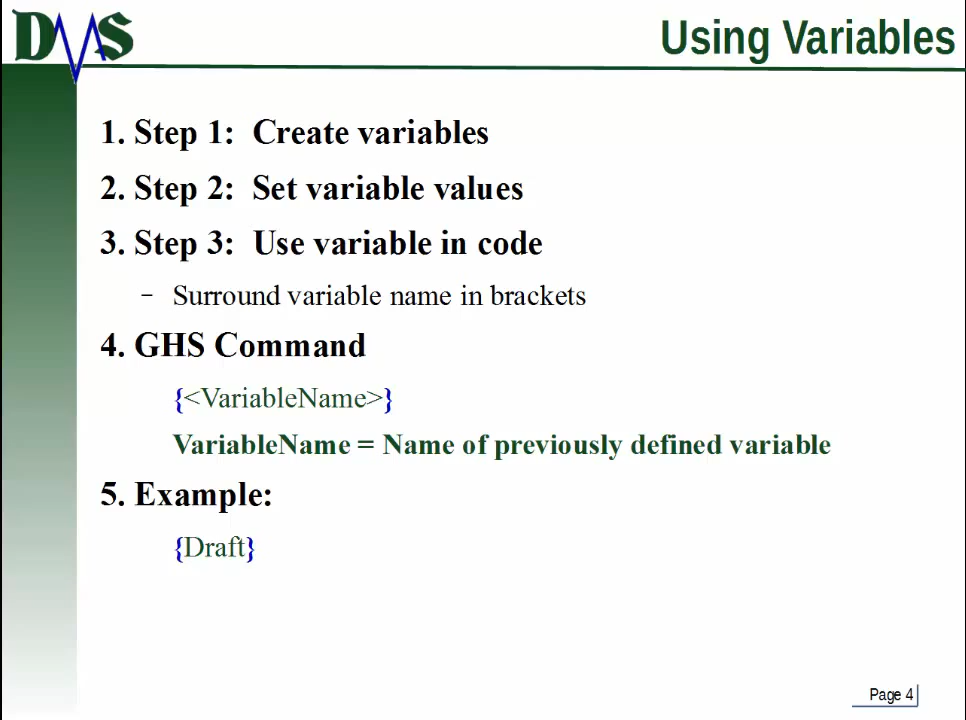 DMS
Using Variables
1. Step 1: Create variables
2. Step 2: Set variable values
3. Step 3: Use variable in code
– Surround variable name in brackets
4. GHS Command
{<VariableName>}
VariableName = Name of previously defined variable
5. Example:
{Draft}
Page 4